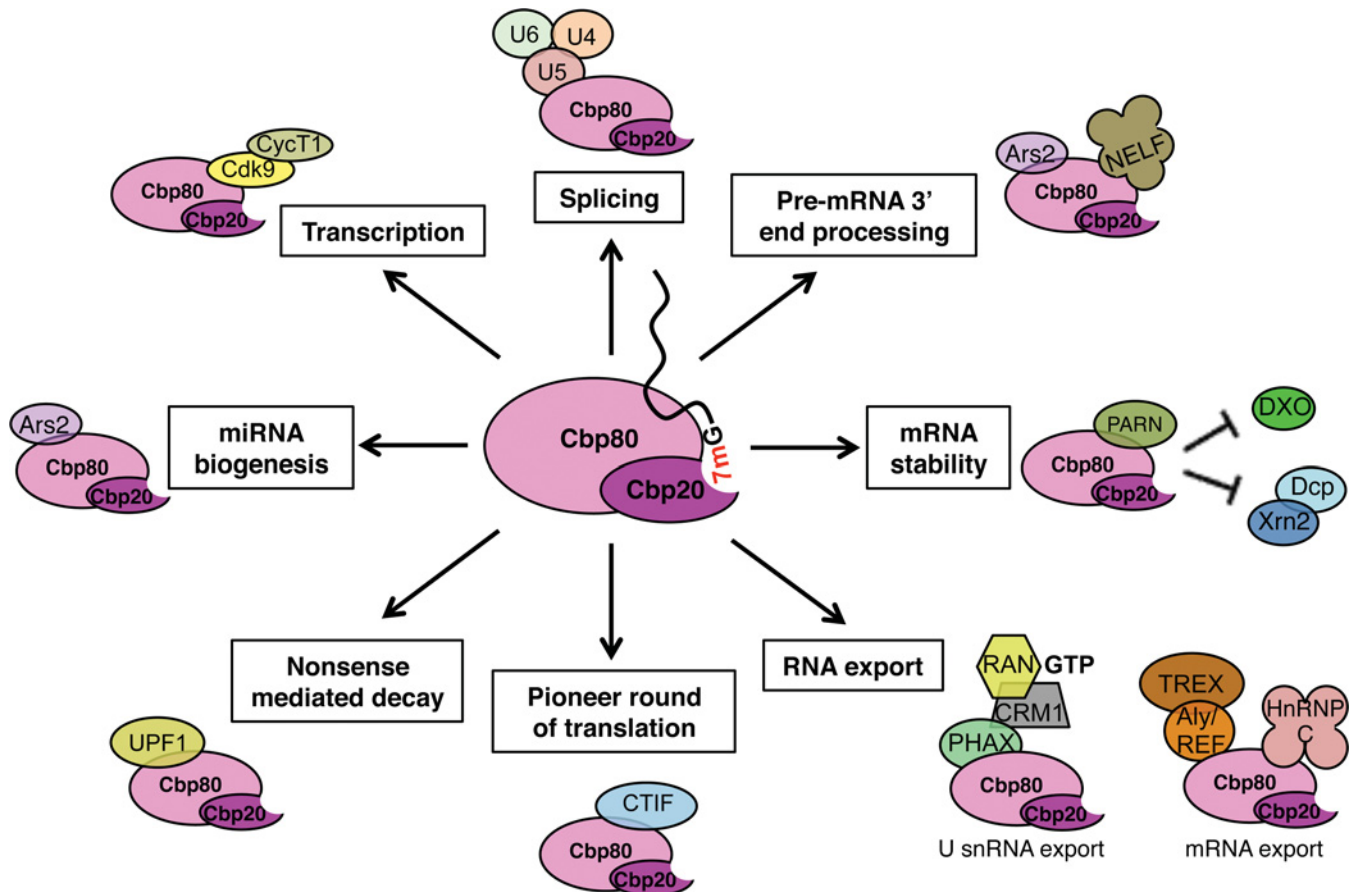 U6
U4
U5
Cbp80
Cbp20
Splicing
CycT1
Cdk9
Cbp80
Cbp20
Transcription
Ars2
NELF
Cbp80
Cbp20
Pre-mRNA 3’
end processing
Ars2
Cbp80
Cbp20
miRNA
biogenesis
Cbp80
Cbp20
7mG
mRNA
stability
PARN
Cbp80
Cbp20
DXO
Dcp
Xrn2
Nonsense
mediated decay
UPF1
Cbp80
Cbp20
Pioneer round
of translation
CTIF
Cbp80
Cbp20
RNA export
RAN GTP
CRM1
PHAX
Cbp80
Cbp20
U snRNA export
TREX
Aly/
REF
HnRNP
C
Cbp80
Cbp20
mRNA export